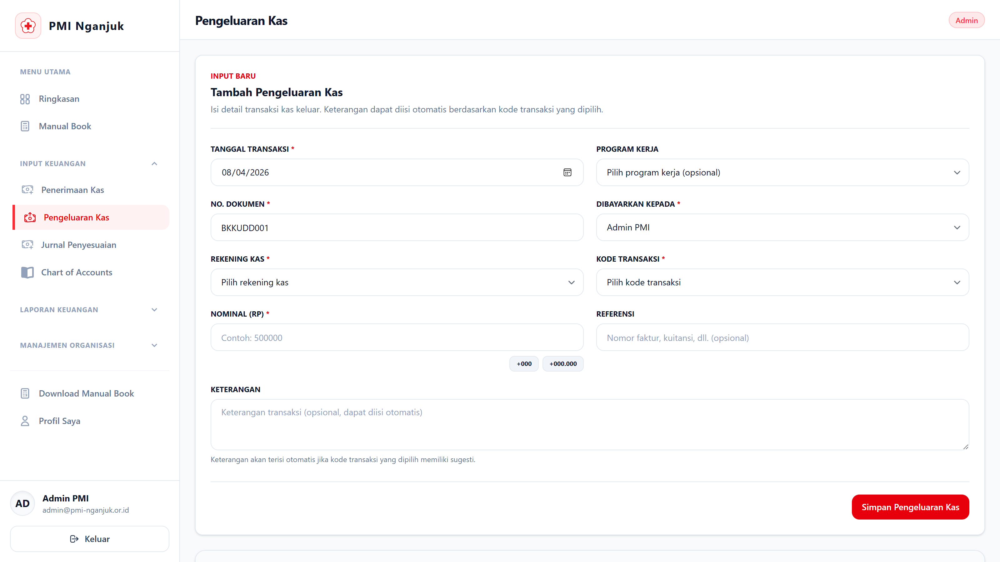 PMI Nganjuk
MENU UTAMA
Ringkasan
Manual Book
INPUT KEUANGAN
Penerimaan Kas
Pengeluaran Kas
Jurnal Penyesuaian
Chart of Accounts
LAPORAN KEUANGAN
MANAJEMEN ORGANISASI
Download Manual Book
Profil Saya
AD
Admin PMI
admin@pmi-nganjuk.or.id
Keluar
Pengeluaran Kas
Admin
INPUT BARU
Tambah Pengeluaran Kas
Isi detail transaksi kas keluar. Keterangan dapat diisi otomatis berdasarkan kode transaksi yang dipilih.
TANGGAL TRANSAKSI *
08/04/2026
PROGRAM KERJA
Pilih program kerja (opsional)
NO. DOKUMEN *
BKKUDD001
DIBAYARKAN KEPADA *
Admin PMI
REKENING KAS *
Pilih rekening kas
KODE TRANSAKSI *
Pilih kode transaksi
NOMINAL (RP) *
Contoh: 500000
+000
+000.000
REFERENSI
Nomor faktur, kuitansi, dll. (opsional)
KETERANGAN
Keterangan transaksi (opsional, dapat diisi otomatis)
Keterangan akan terisi otomatis jika kode transaksi yang dipilih memiliki sugesti.
Simpan Pengeluaran Kas